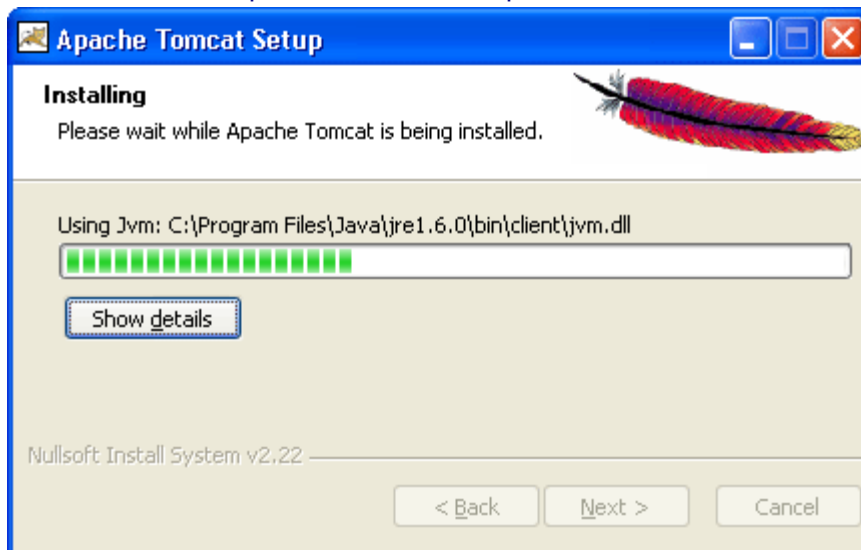 Apache Tomcat Setup
Installing
Please wait while Apache Tomcat is being installed.
Using Jvm: C:\Program Files\Java\jre1.6.0\bin\client\jvm.dll
Show details
Nullsoft Install System v2.22
< Back Next > Cancel